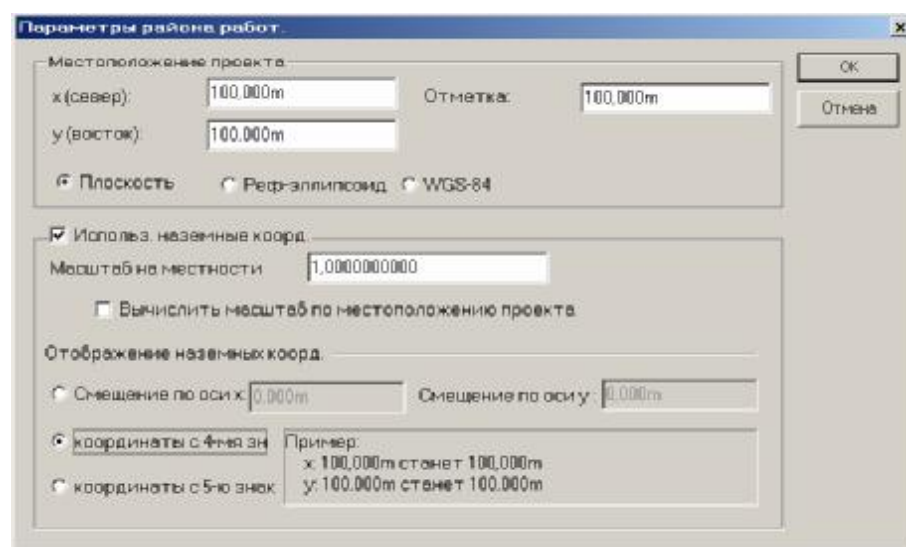 Параметры района работ.
Местоположение проекта
x (север): 100,000m Отметка: 100,000m
y (восток): 100.000m
Плоскость Реф-эллипсоид WGS-84
Использ. наземные коорд.
Масштаб на местности 1,0000000000
Вычислить масштаб по местоположению проекта
Отображение наземных коорд.
Смещение по оси x: 0.000m Смещение по оси y: 0,000m
координаты с 4-мя зн
Пример:
x: 100,000m станет 100,000m
y: 100.000m станет 100.000m
координаты с 5-ю знак
OK
Отмена